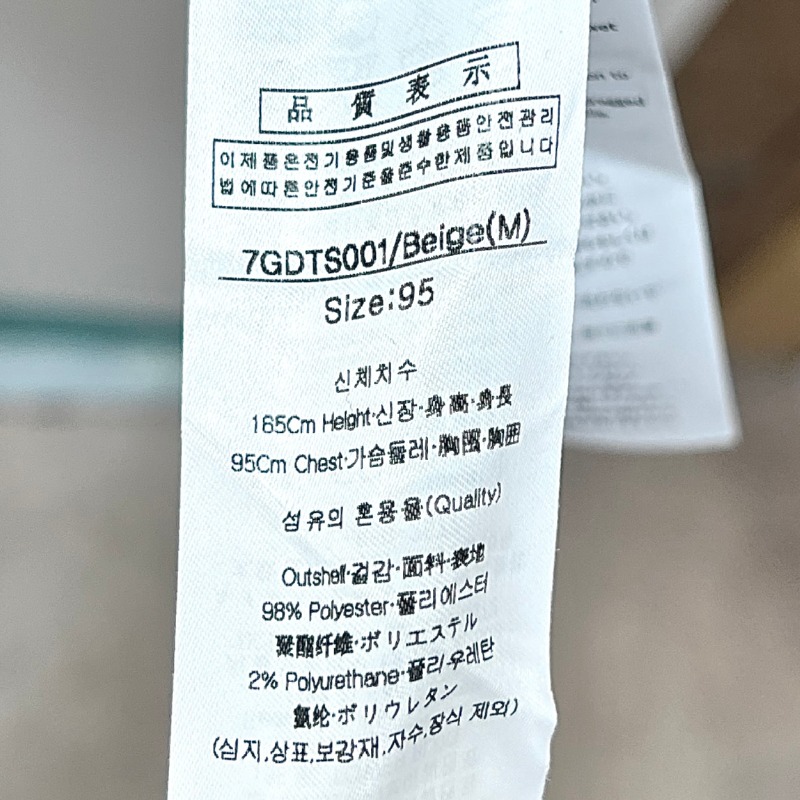 品 質 表 示
이 제품은전기용품및생활용품안전관리
법에따른안전기준을준수한제품입니다
7GDTS001/Beige(M)
Size:95
신체치수
165Cm Height·신장·身高·身長
95Cm Chest·가슴둘레·胸围·胸囲
섬유의 혼용율(Quality)
Outshell·겉감·面料·表地
98% Polyester·폴리에스터
聚酯纤维·ポリエステル
2% Polyurethane·폴리우레탄
氨纶·ポリウレタン
(심지,상표,보강재,자수,장식 제외)